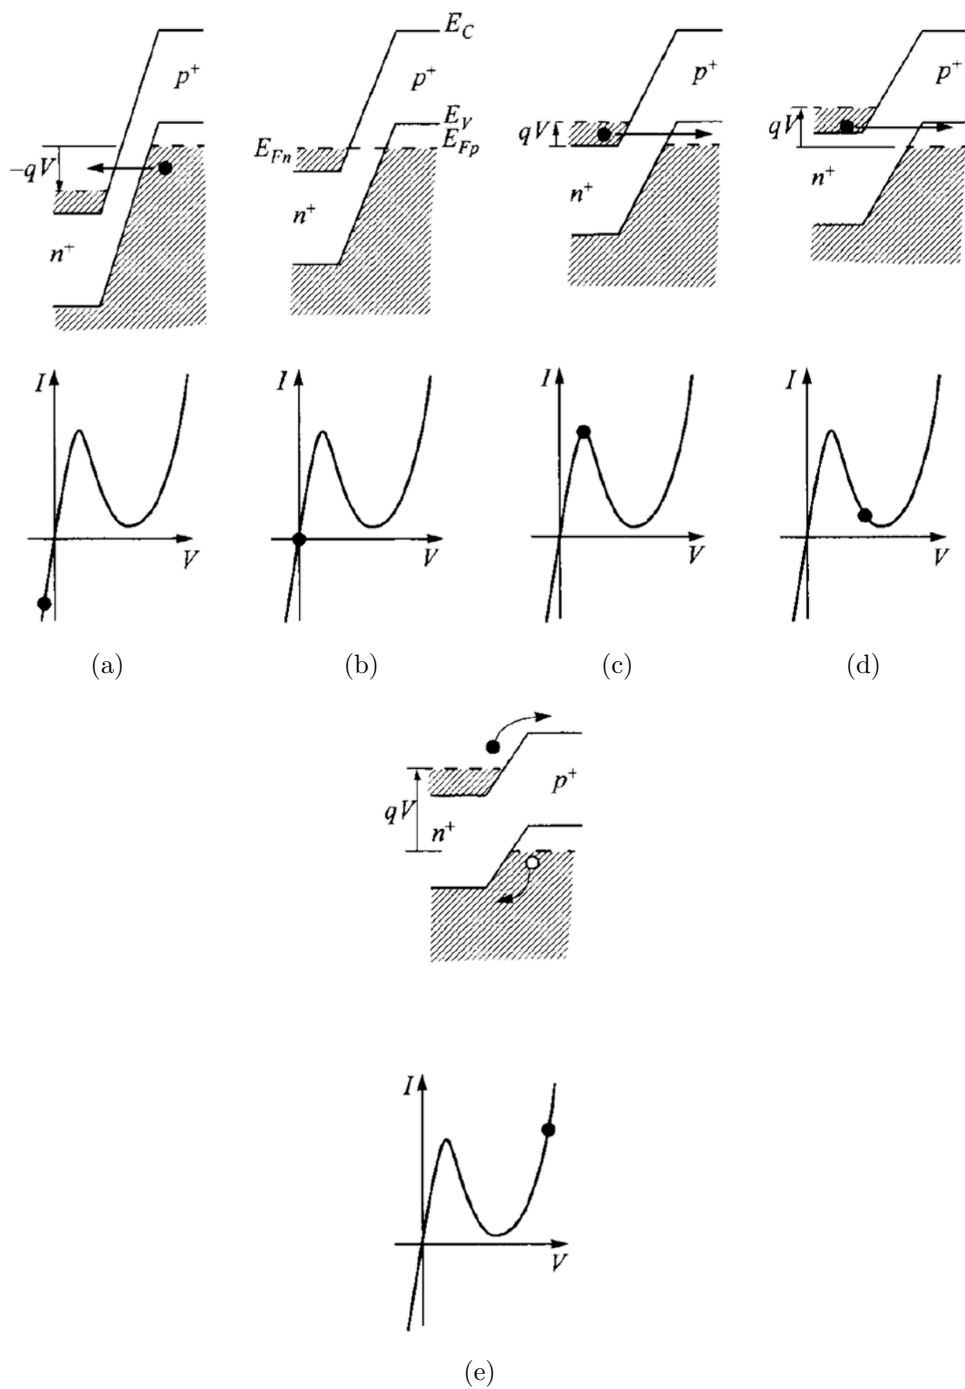 E_C
p⁺
p⁺
p⁺
p⁺
E_V
E_Fn
E_Fp
qV
qV
−qV
n⁺
n⁺
n⁺
n⁺
I
I
I
I
V
V
V
V
(a)
(b)
(c)
(d)
p⁺
qV
n⁺
I
V
(e)